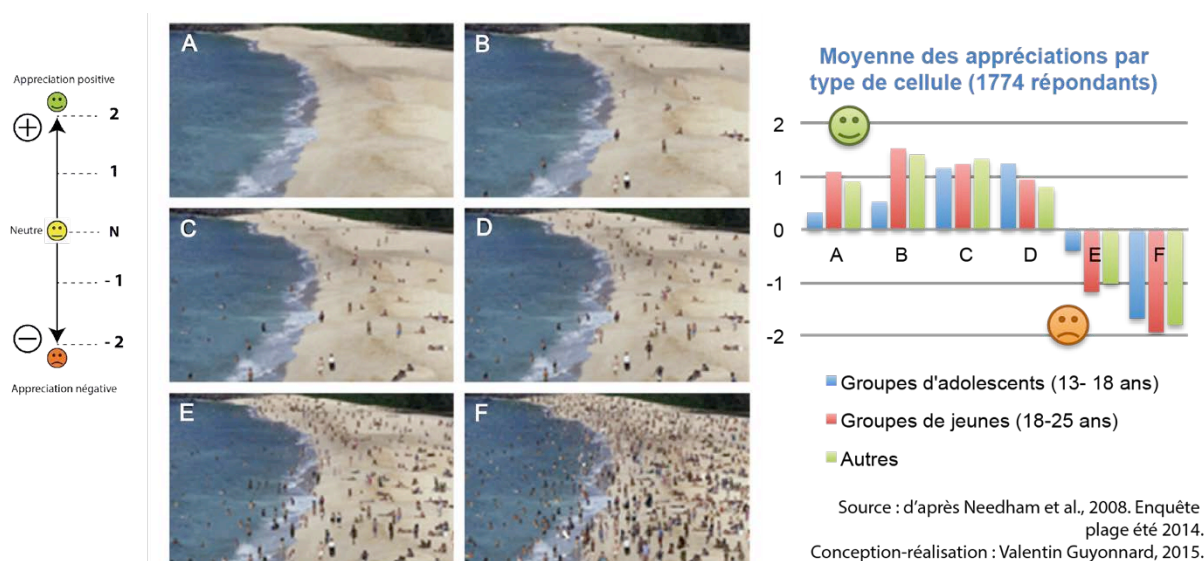 Appreciation positive
2
1
Neutre
N
- 1
- 2
Appreciation négative
A
B
C
D
E
F
Moyenne des appréciations par
type de cellule (1774 répondants)
2
1
0
-1
-2
A
B
C
D
E
F
Groupes d'adolescents (13- 18 ans)
Groupes de jeunes (18-25 ans)
Autres
Source : d'après Needham et al., 2008. Enquête
plage été 2014.
Conception-réalisation : Valentin Guyonnard, 2015.